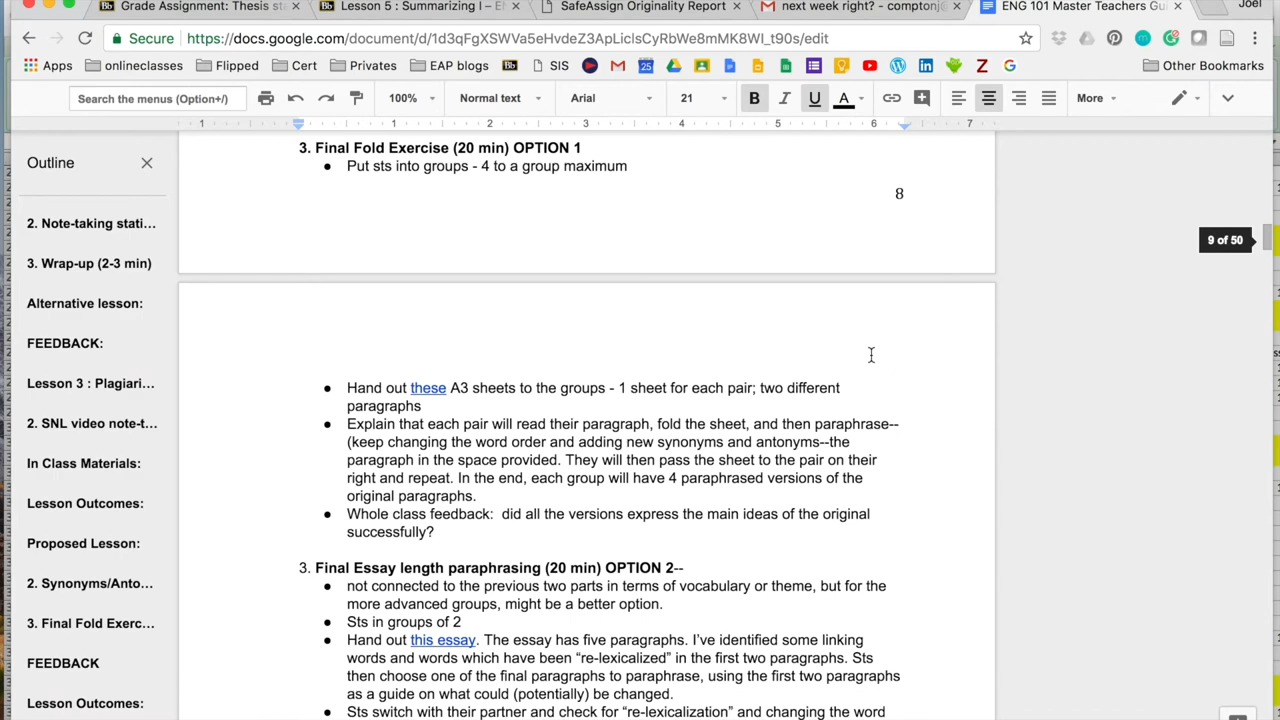 Grade Assignment: Thesis st
Lesson 5 : Summarizing I – E
SafeAssign Originality Report
next week right? - comptonj@
ENG 101 Master Teachers Gui
Joel
Secure
https://docs.google.com/document/d/1d3qFgXSWVa5eHvdeZ3ApLiclsCyRbWe8mMK8WI_t90s/edit
Apps
onlineclasses
Flipped
Cert
Privates
EAP blogs
Bb
SIS
Other Bookmarks
Search the menus (Option+/)
100%
Normal text
Arial
21
B
I
U
A
More
1
1
2
3
4
5
6
7
Outline
2. Note-taking stati...
3. Wrap-up (2-3 min)
Alternative lesson:
FEEDBACK:
Lesson 3 : Plagiari...
2. SNL video note-t...
In Class Materials:
Lesson Outcomes:
Proposed Lesson:
2. Synonyms/Anto...
3. Final Fold Exerc...
FEEDBACK
Lesson Outcomes:
3. Final Fold Exercise (20 min) OPTION 1
● Put sts into groups - 4 to a group maximum
8
9 of 50
● Hand out these A3 sheets to the groups - 1 sheet for each pair; two different
paragraphs
● Explain that each pair will read their paragraph, fold the sheet, and then paraphrase--
(keep changing the word order and adding new synonyms and antonyms--the
paragraph in the space provided. They will then pass the sheet to the pair on their
right and repeat. In the end, each group will have 4 paraphrased versions of the
original paragraphs.
● Whole class feedback: did all the versions express the main ideas of the original
successfully?
3. Final Essay length paraphrasing (20 min) OPTION 2--
● not connected to the previous two parts in terms of vocabulary or theme, but for the
more advanced groups, might be a better option.
● Sts in groups of 2
● Hand out this essay. The essay has five paragraphs. I've identified some linking
words and words which have been “re-lexicalized” in the first two paragraphs. Sts
then choose one of the final paragraphs to paraphrase, using the first two paragraphs
as a guide on what could (potentially) be changed.
● Sts switch with their partner and check for “re-lexicalization” and changing the word